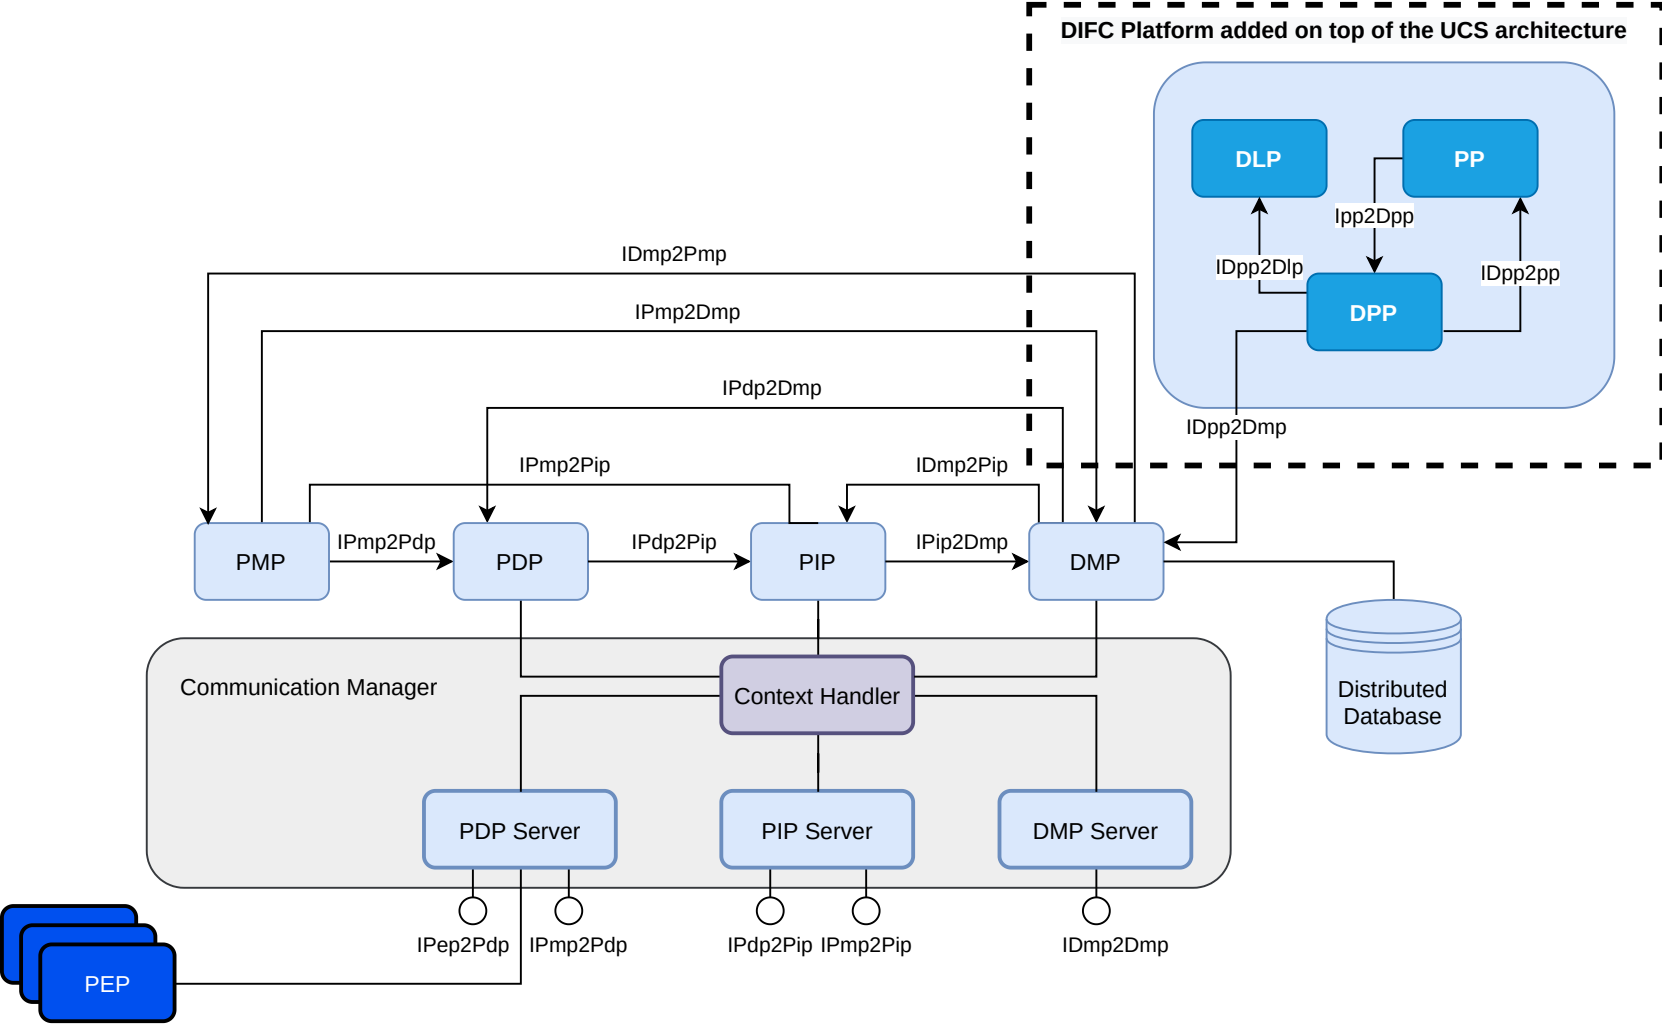 DIFC Platform added on top of the UCS architecture
DLP
PP
Ipp2Dpp
IDpp2Dlp
IDpp2pp
DPP
IDmp2Pmp
IPmp2Dmp
IPdp2Dmp
IDpp2Dmp
IPmp2Pip
IDmp2Pip
PMP
IPmp2Pdp
PDP
IPdp2Pip
PIP
IPip2Dmp
DMP
Communication Manager
Context Handler
Distributed
Database
PDP Server
PIP Server
DMP Server
IPep2Pdp
IPmp2Pdp
IPdp2Pip
IPmp2Pip
IDmp2Dmp
PEP